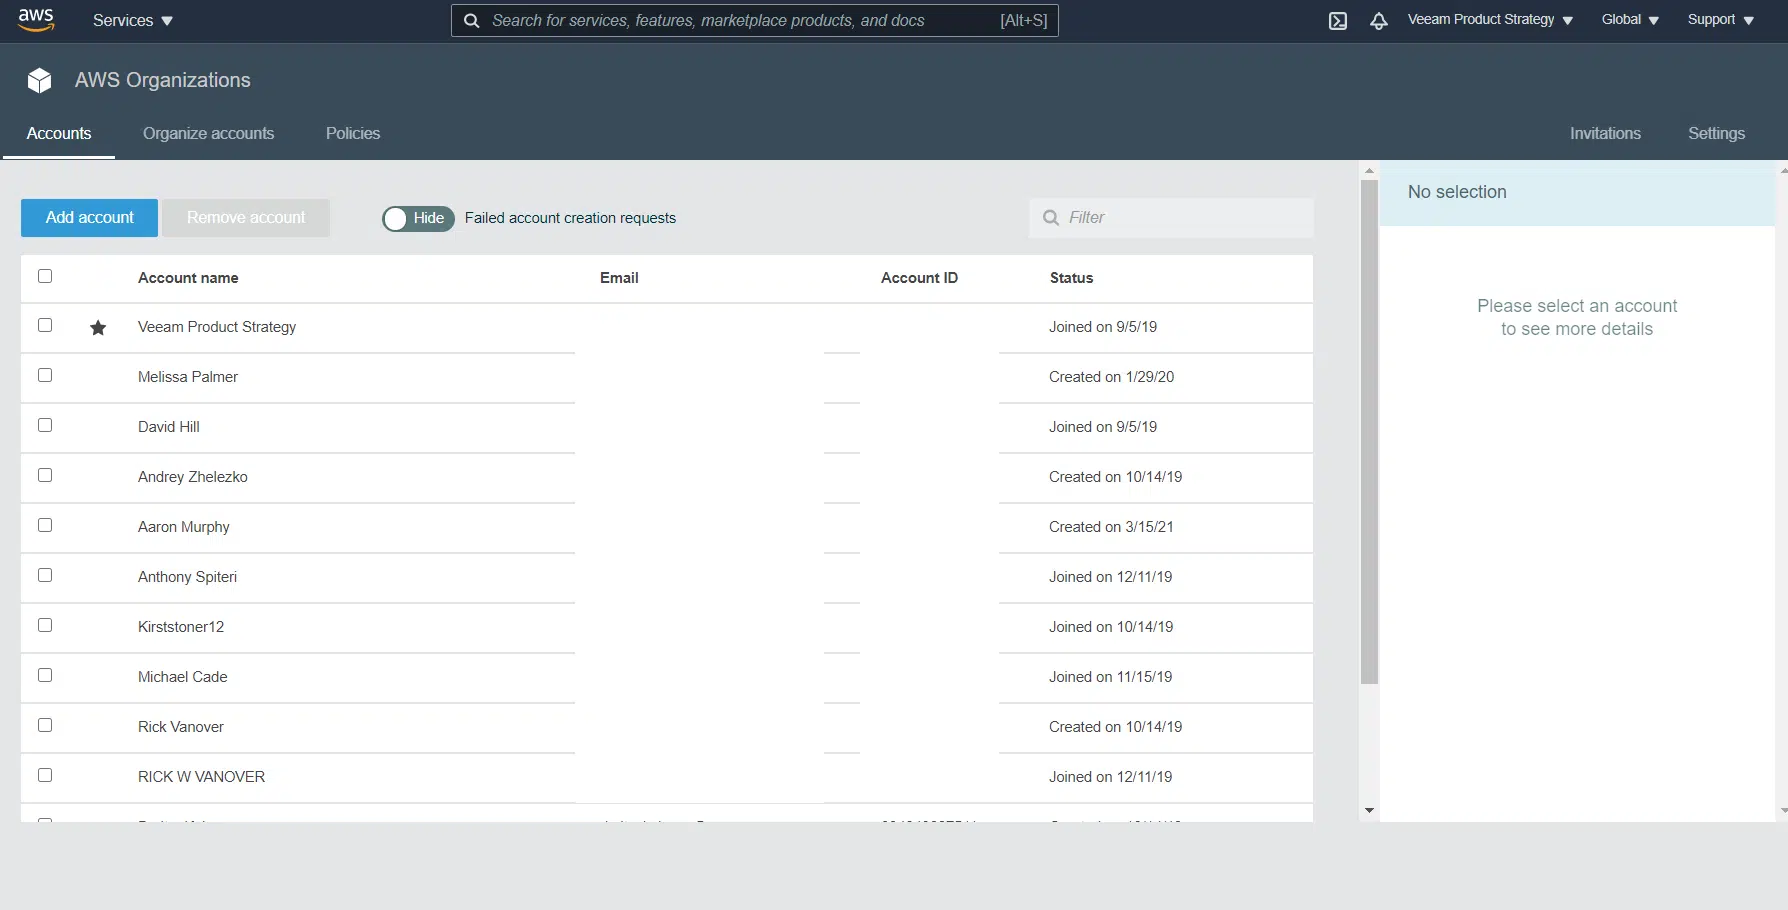 aws Services Search for services, features, marketplace products, and docs [Alt+S] Veeam Product Strategy Global Support
AWS Organizations
Accounts Organize accounts Policies Invitations Settings
Add account Remove account Hide Failed account creation requests Filter
No selection
Please select an account
to see more details
Account name Email Account ID Status
Veeam Product Strategy Joined on 9/5/19
Melissa Palmer Created on 1/29/20
David Hill Joined on 9/5/19
Andrey Zhelezko Created on 10/14/19
Aaron Murphy Created on 3/15/21
Anthony Spiteri Joined on 12/11/19
Kirststoner12 Joined on 10/14/19
Michael Cade Joined on 11/15/19
Rick Vanover Created on 10/14/19
RICK W VANOVER Joined on 12/11/19